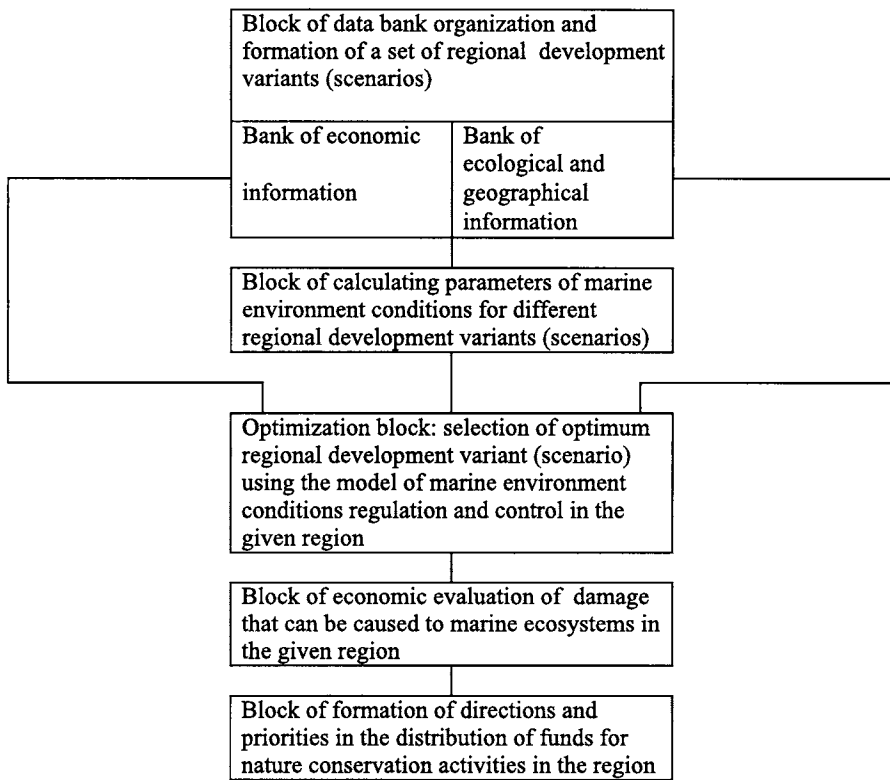 Block of data bank organization and
formation of a set of regional development
variants (scenarios)
Bank of economic
information
Bank of
ecological and
geographical
information
Block of calculating parameters of marine
environment conditions for different
regional development variants (scenarios)
Optimization block: selection of optimum
regional development variant (scenario)
using the model of marine environment
conditions regulation and control in the
given region
Block of economic evaluation of damage
that can be caused to marine ecosystems in
the given region
Block of formation of directions and
priorities in the distribution of funds for
nature conservation activities in the region